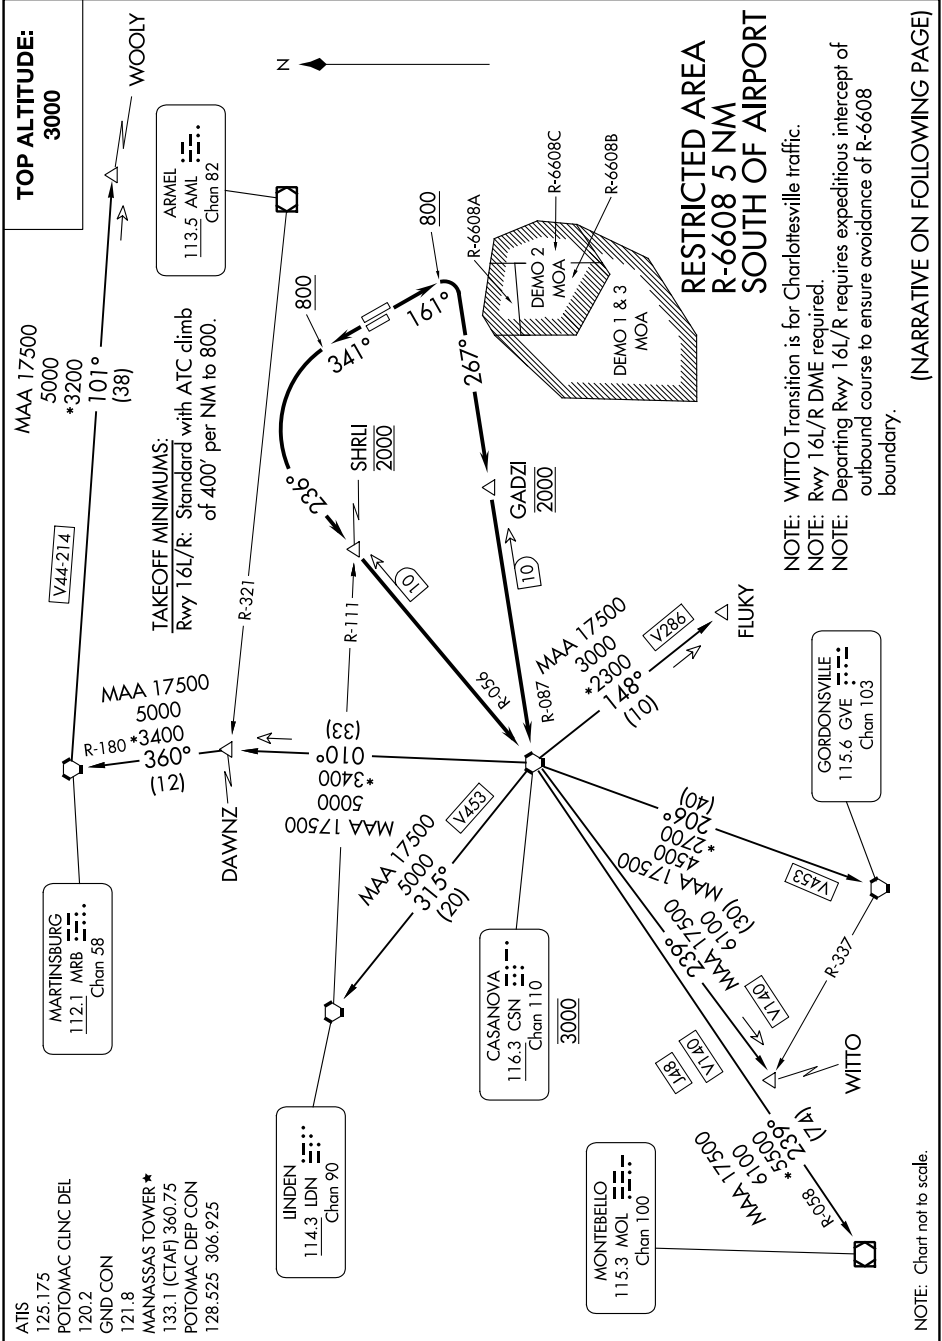 ATIS
125.175
POTOMAC CLNC DEL
120.2
GND CON
121.8
MANASSAS TOWER★
133.1 (CTAF) 360.75
POTOMAC DEP CON
128.525 306.925
TOP ALTITUDE:
3000
MARTINSBURG
112.1 MRB
Chan 58
MAA 17500
5000
*3200
101°
(38)
V44-214
WOOLY
ARMEL
113.5 AML
Chan 82
N
TAKEOFF MINIMUMS:
Rwy 16L/R: Standard with ATC climb
of 400' per NM to 800.
MAA 17500
5000
*3400
360°
(12)
R-180
R-321
DAWNZ
MAA 17500
5000
*3400
010°
(33)
R-111
LINDEN
114.3 LDN
Chan 90
MAA 17500
5000
315°
(20)
V453
SHRLI
2000
236°
341°
800
161°
800
267°
GADZI
2000
10
10
R-056
R-087
CASANOVA
116.3 CSN
Chan 110
3000
MAA 17500
3000
*2300
148°
(10)
V286
FLUKY
R-6608A
R-6608C
R-6608B
DEMO 2
MOA
DEMO 1 & 3
MOA
RESTRICTED AREA
R-6608 5 NM
SOUTH OF AIRPORT
MAA 17500
4500
*2700
206°
(40)
V453
GORDONSVILLE
115.6 GVE
Chan 103
R-337
239°
MAA 17500
6100
(30)
V140
WITTO
J48
V140
MONTEBELLO
115.3 MOL
Chan 100
MAA 17500
6100
*5500
239°
(74)
R-058
NOTE: WITTO Transition is for Charlottesville traffic.
NOTE: Rwy 16L/R DME required.
NOTE: Departing Rwy 16L/R requires expeditious intercept of
outbound course to ensure avoidance of R-6608
boundary.
NOTE: Chart not to scale.
(NARRATIVE ON FOLLOWING PAGE)